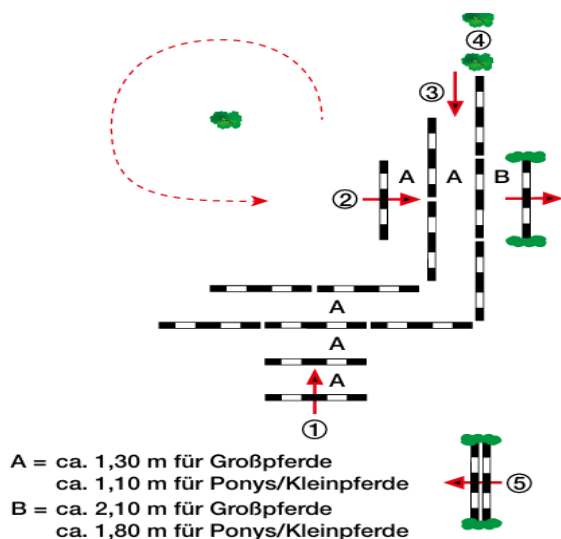 ④
③
A A B
②
A
A
A
①
A = ca. 1,30 m für Großpferde
ca. 1,10 m für Ponys/Kleinpferde
B = ca. 2,10 m für Großpferde
ca. 1,80 m für Ponys/Kleinpferde
⑤